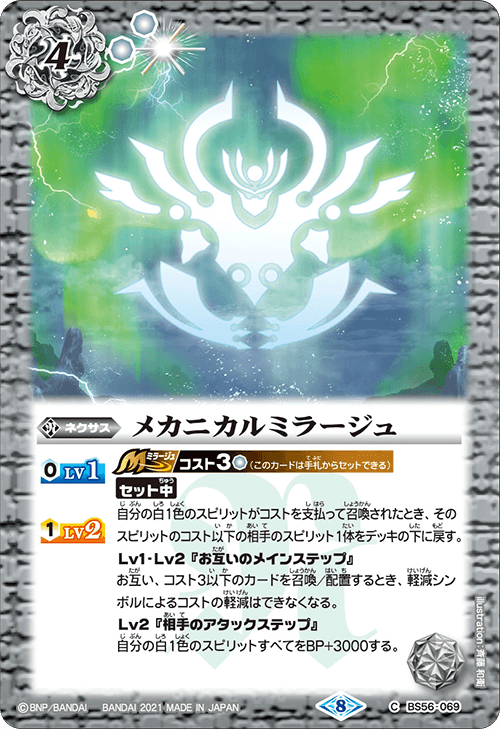 4
ネクサス メカニカルミラージュ
0 LV1 Mミラージュ コスト3 (このカードは手札からセットできる)
セット中
自分の白1色のスピリットがコストを支払って召喚されたとき、その
1 LV2 スピリットのコスト以下の相手のスピリット1体をデッキの下に戻す。
Lv1・Lv2『お互いのメインステップ』
お互い、コスト3以下のカードを召喚/配置するとき、軽減シン
ボルによるコストの軽減はできなくなる。
Lv2『相手のアタックステップ』
自分の白1色のスピリットすべてをBP+3000する。
illustration:斉藤 和衛
©BNP/BANDAI BANDAI 2021 MADE IN JAPAN 8 C BS56-069